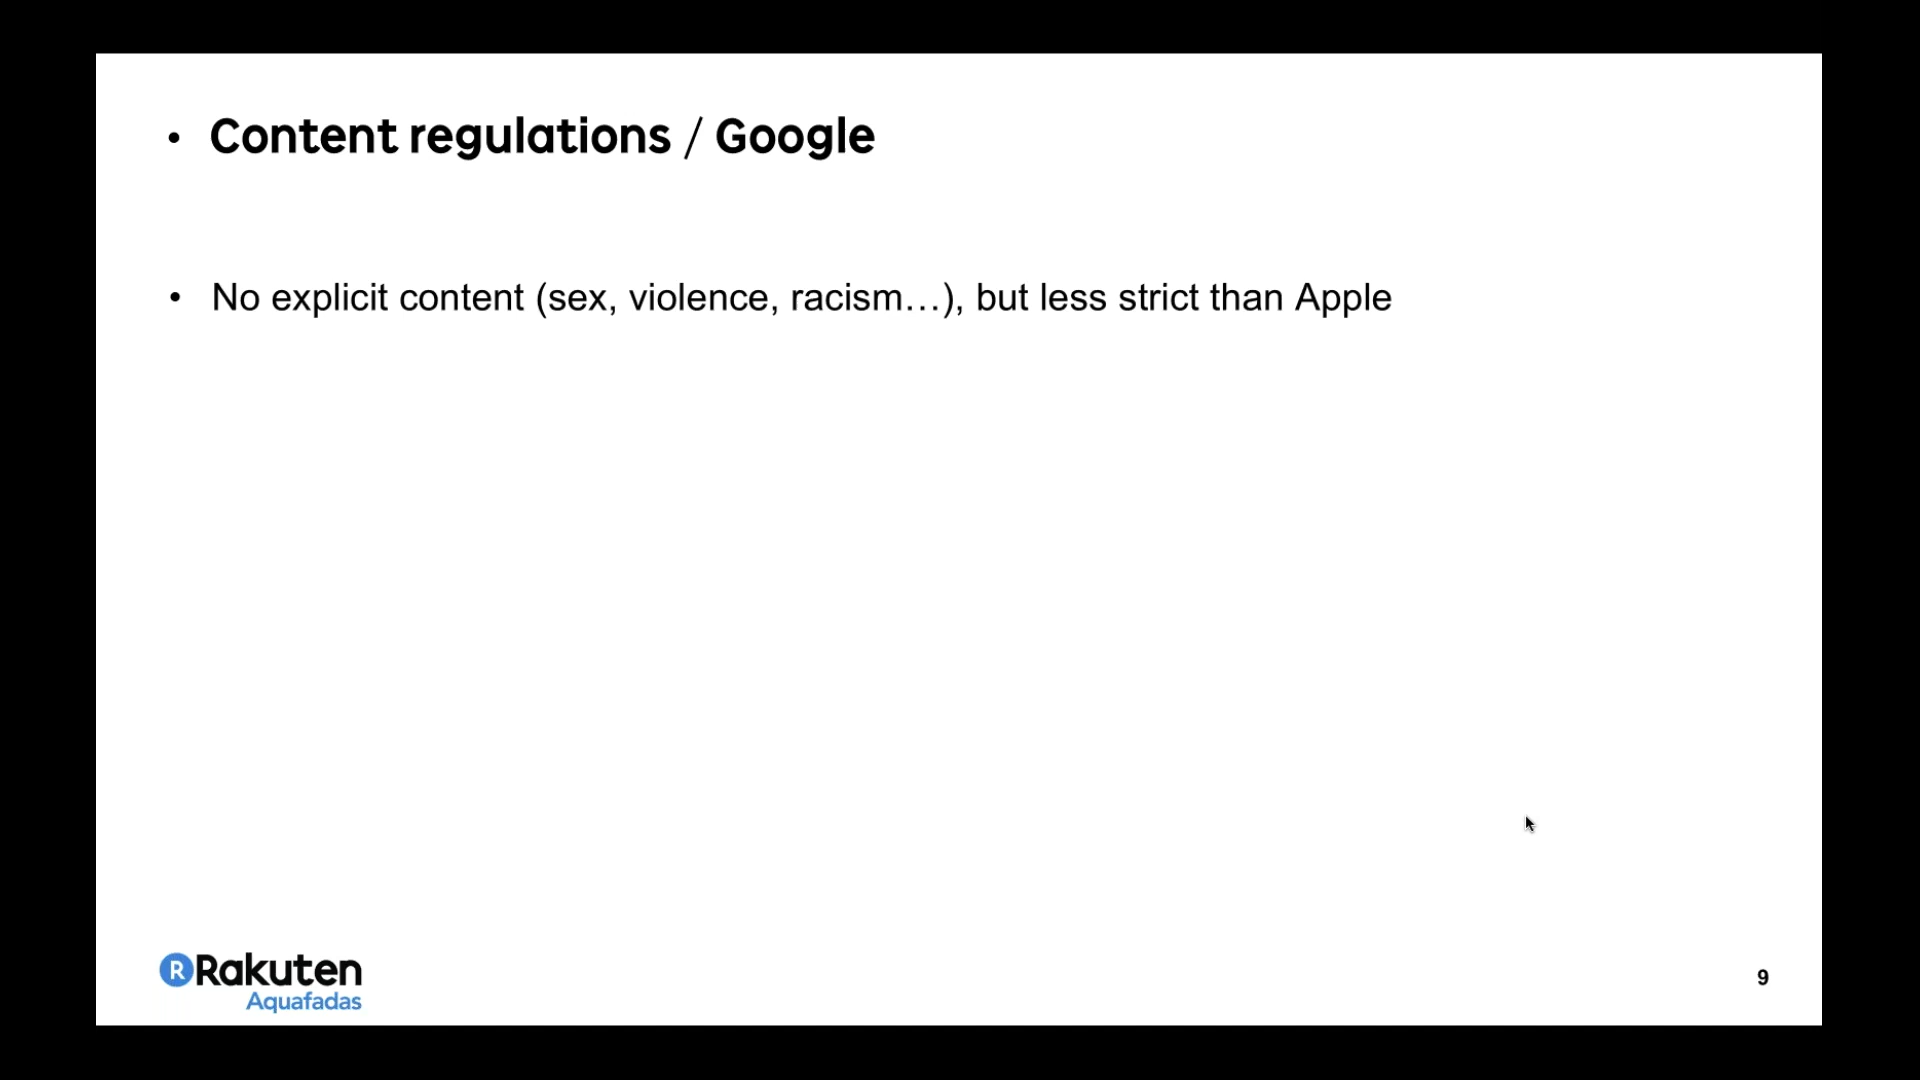 • Content regulations / Google
• No explicit content (sex, violence, racism…), but less strict than Apple
R Rakuten
Aquafadas
9